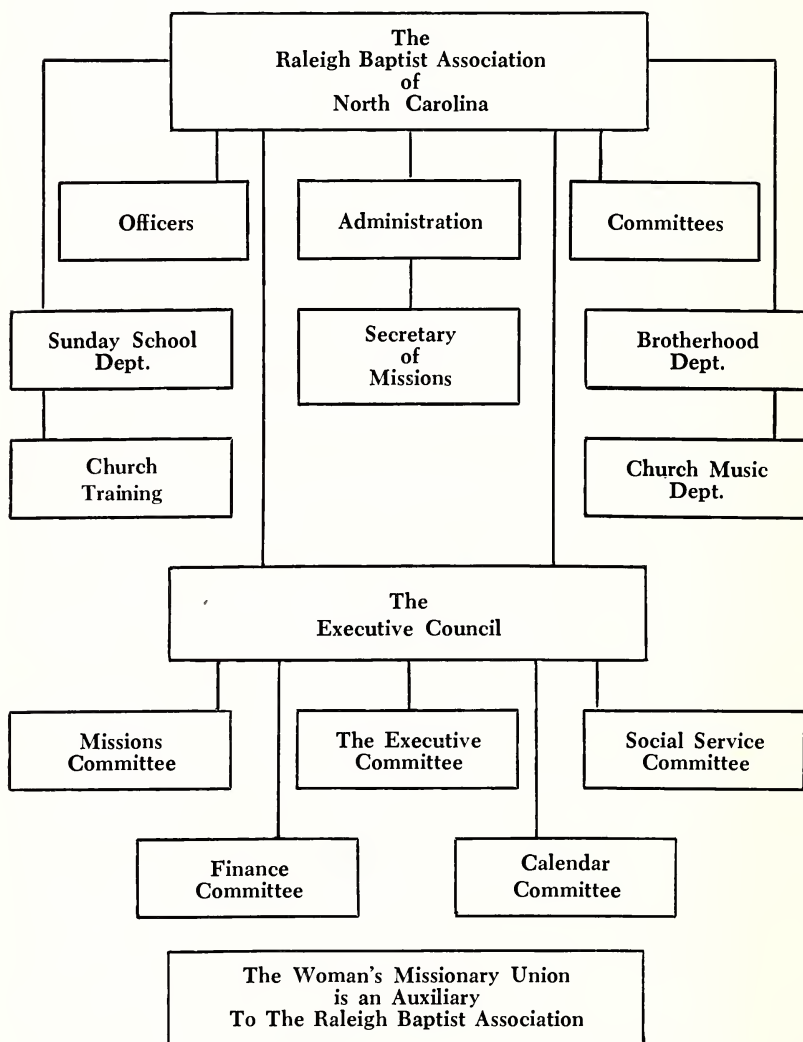 The
Raleigh Baptist Association
of
North Carolina
Officers
Administration
Committees
Sunday School
Dept.
Secretary
of
Missions
Brotherhood
Dept.
Church
Training
Church Music
Dept.
The
Executive Council
Missions
Committee
The Executive
Committee
Social Service
Committee
Finance
Committee
Calendar
Committee
The Woman's Missionary Union
is an Auxiliary
To The Raleigh Baptist Association